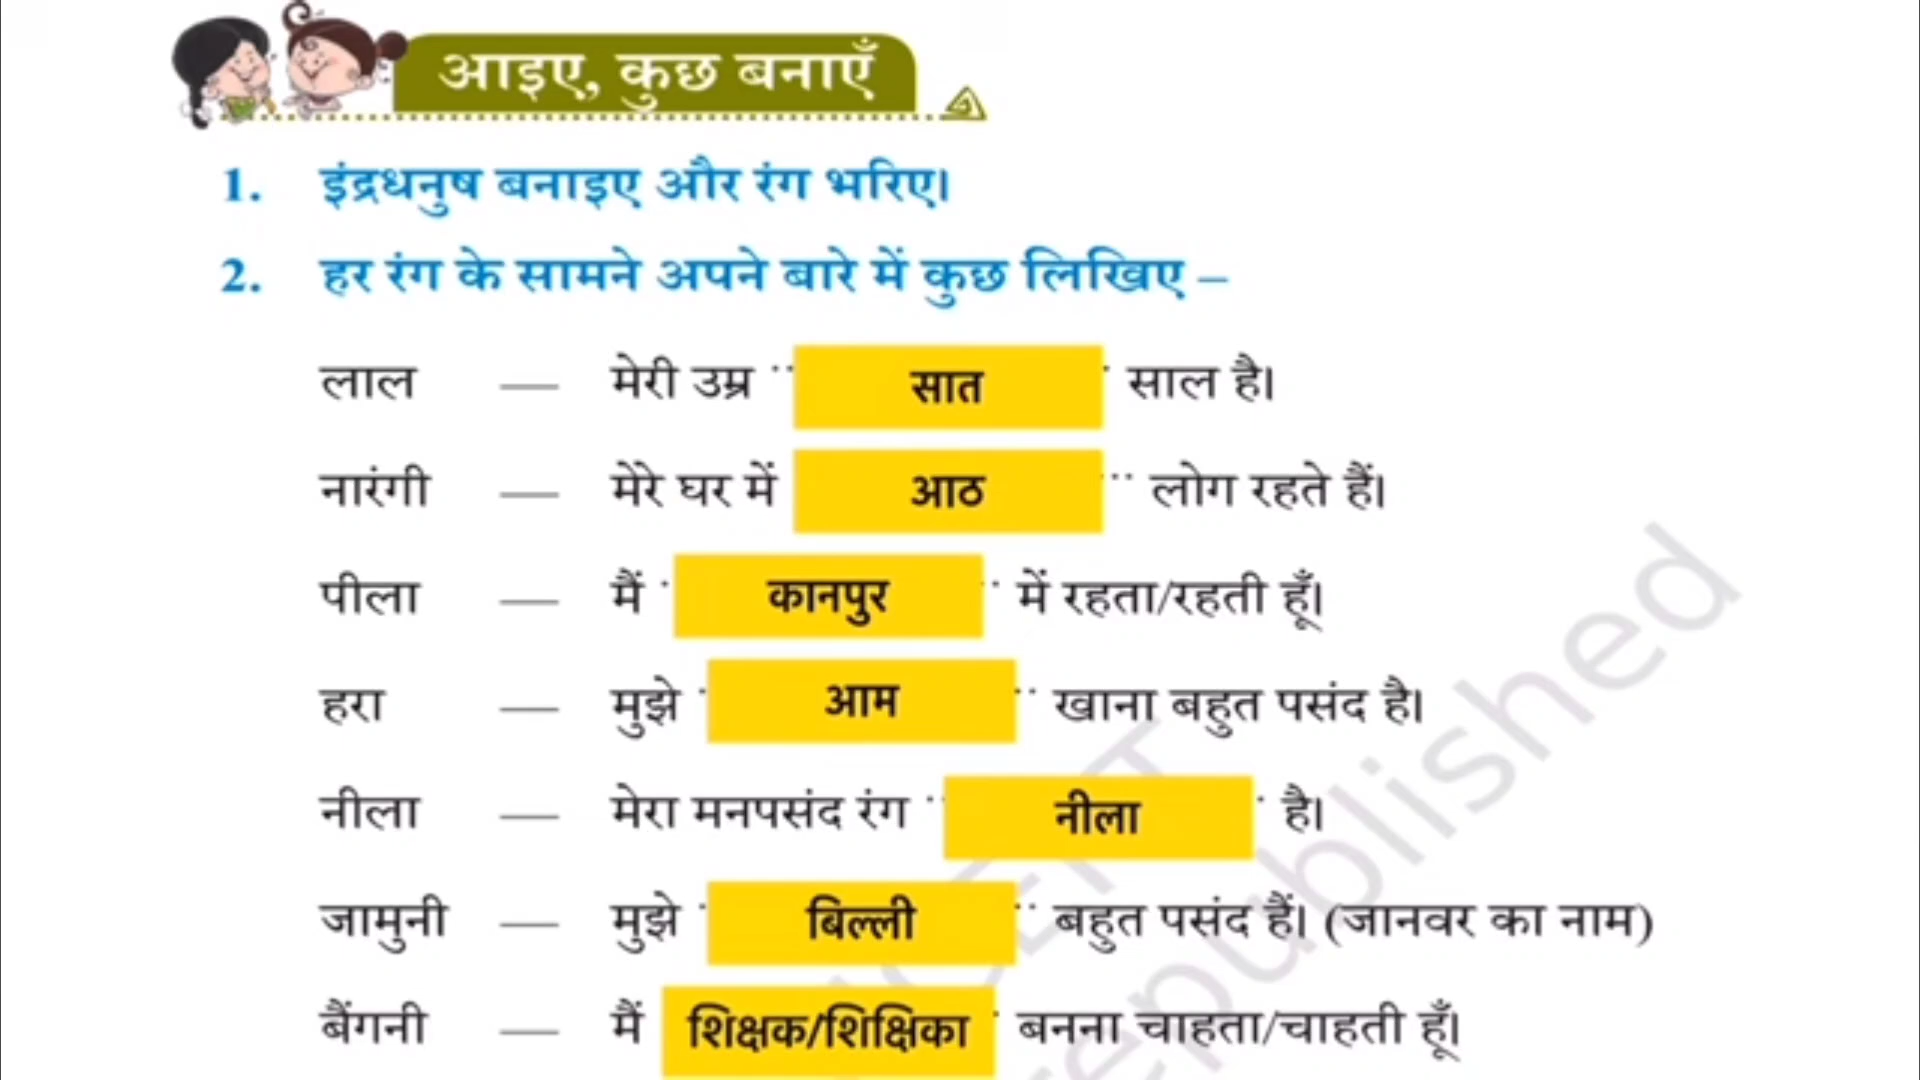 आइए, कुछ बनाएँ
1. इंद्रधनुष बनाइए और रंग भरिए।
2. हर रंग के सामने अपने बारे में कुछ लिखिए –
लाल — मेरी उम्र सात साल है।
नारंगी — मेरे घर में आठ लोग रहते हैं।
पीला — मैं कानपुर में रहता/रहती हूँ।
हरा — मुझे आम खाना बहुत पसंद है।
नीला — मेरा मनपसंद रंग नीला है।
जामुनी — मुझे बिल्ली बहुत पसंद हैं। (जानवर का नाम)
बैंगनी — मैं शिक्षक/शिक्षिका बनना चाहता/चाहती हूँ।
republished